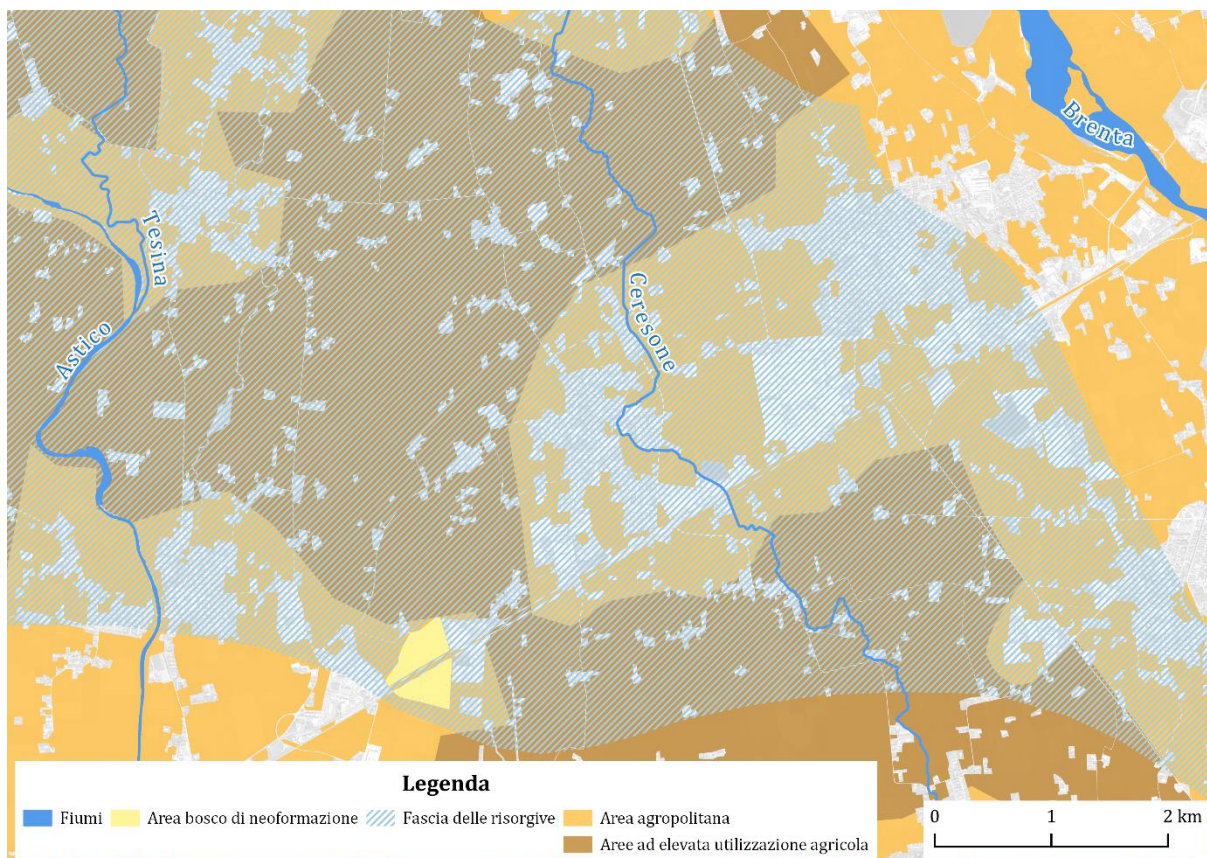 Brenta
Tesina
Ceresone
Astico
Legenda
Fiumi
Area bosco di neoformazione
Fascia delle risorgive
Area agropolitana
Aree ad elevata utilizzazione agricola
0 1 2 km